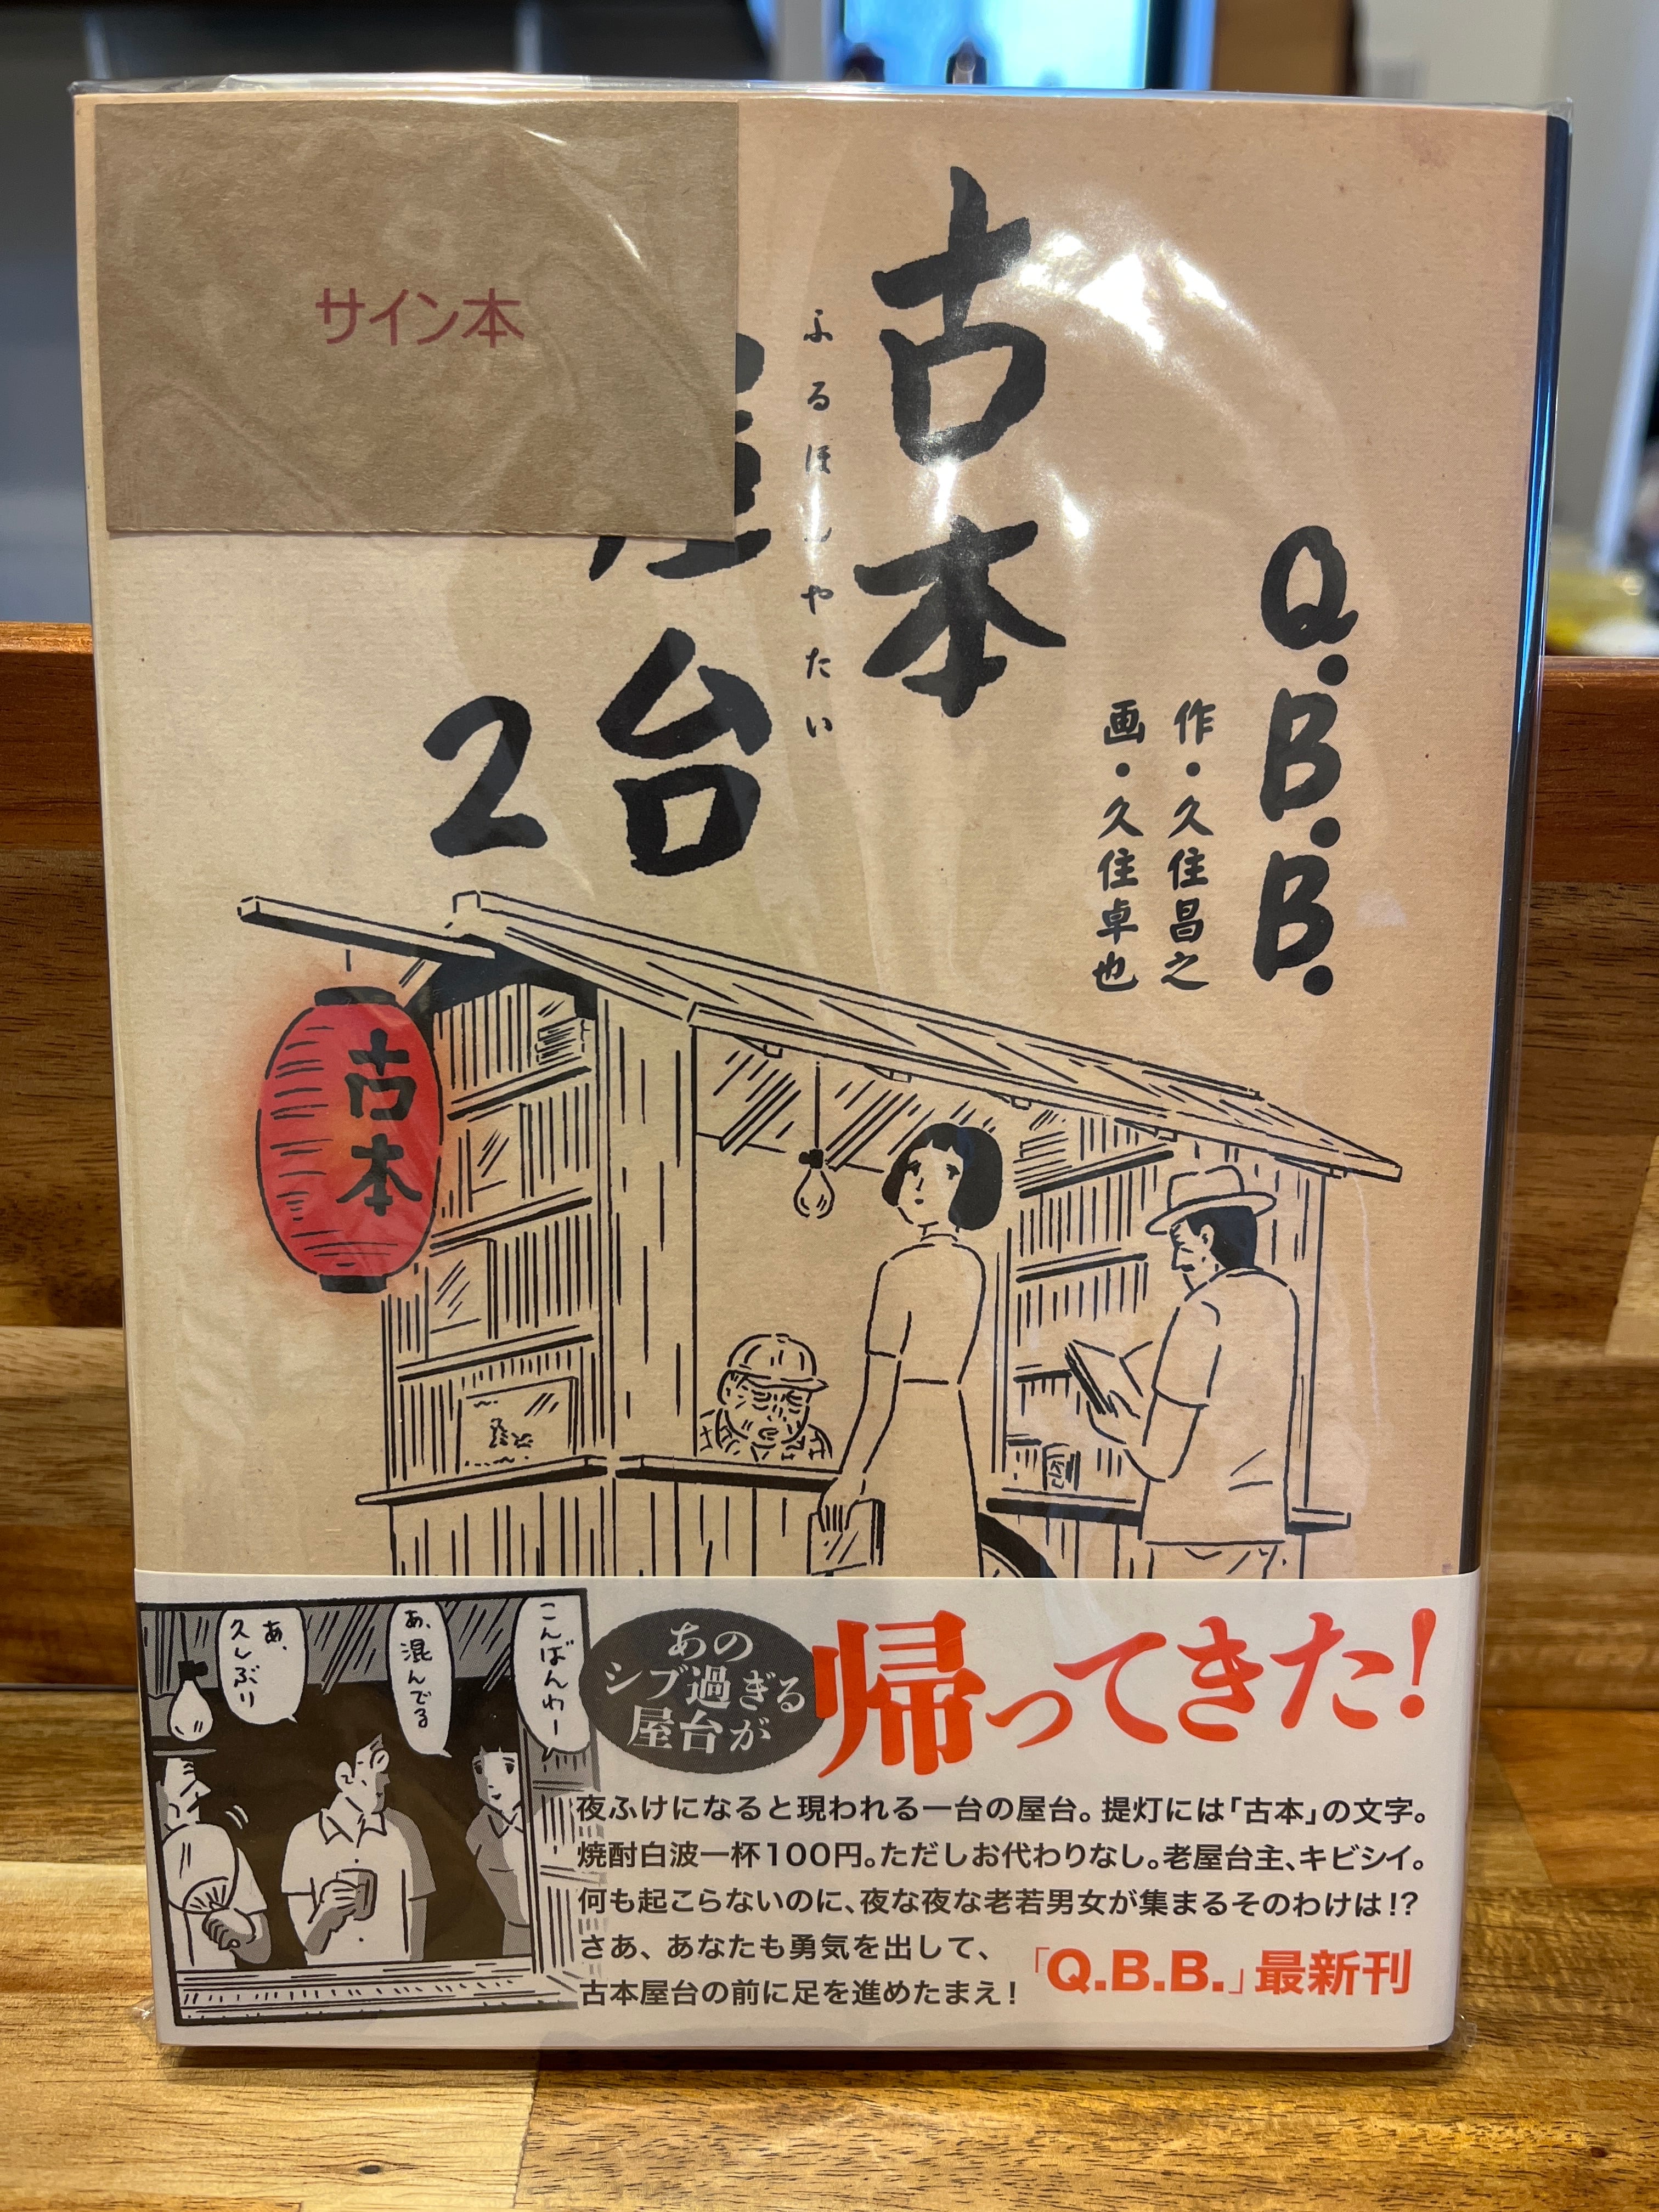 サイン本
Q.B.B.
作・久住昌之
画・久住卓也
古本
ふるほんやたい
屋台
2
古本
こんばんわー
あ、混んでる
あ、
久しぶり
あの
シブ過ぎる
屋台が
帰ってきた!
夜ふけになると現われる一台の屋台。提灯には「古本」の文字。
焼酎白波一杯100円。ただしお代わりなし。老屋台主、キビシイ。
何も起こらないのに、夜な夜な老若男女が集まるそのわけは!?
さあ、あなたも勇気を出して、
古本屋台の前に足を進めたまえ!
「Q.B.B.」最新刊